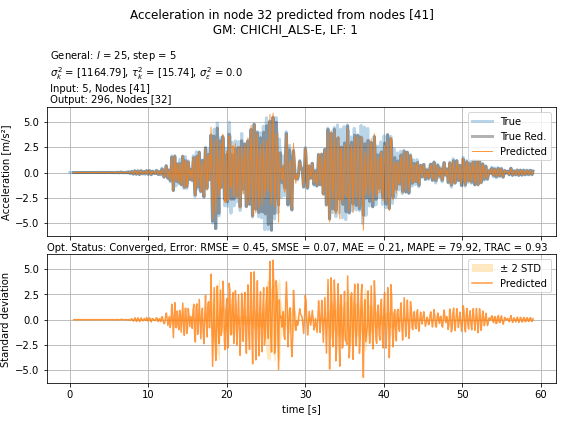 Acceleration in node 32 predicted from nodes [41]
GM: CHICHI_ALS-E, LF: 1
General: l = 25, step = 5
σ²ₖ = [1164.79], τ²ₖ = [15.74], σ²ε = 0.0
Input: 5, Nodes [41]
Output: 296, Nodes [32]
Acceleration [m/s²]
5.0
2.5
0.0
−2.5
−5.0
True
True Red.
Predicted
Opt. Status: Converged, Error: RMSE = 0.45, SMSE = 0.07, MAE = 0.21, MAPE = 79.92, TRAC = 0.93
Standard deviation
5.0
2.5
0.0
−2.5
−5.0
± 2 STD
Predicted
0 10 20 30 40 50 60
time [s]